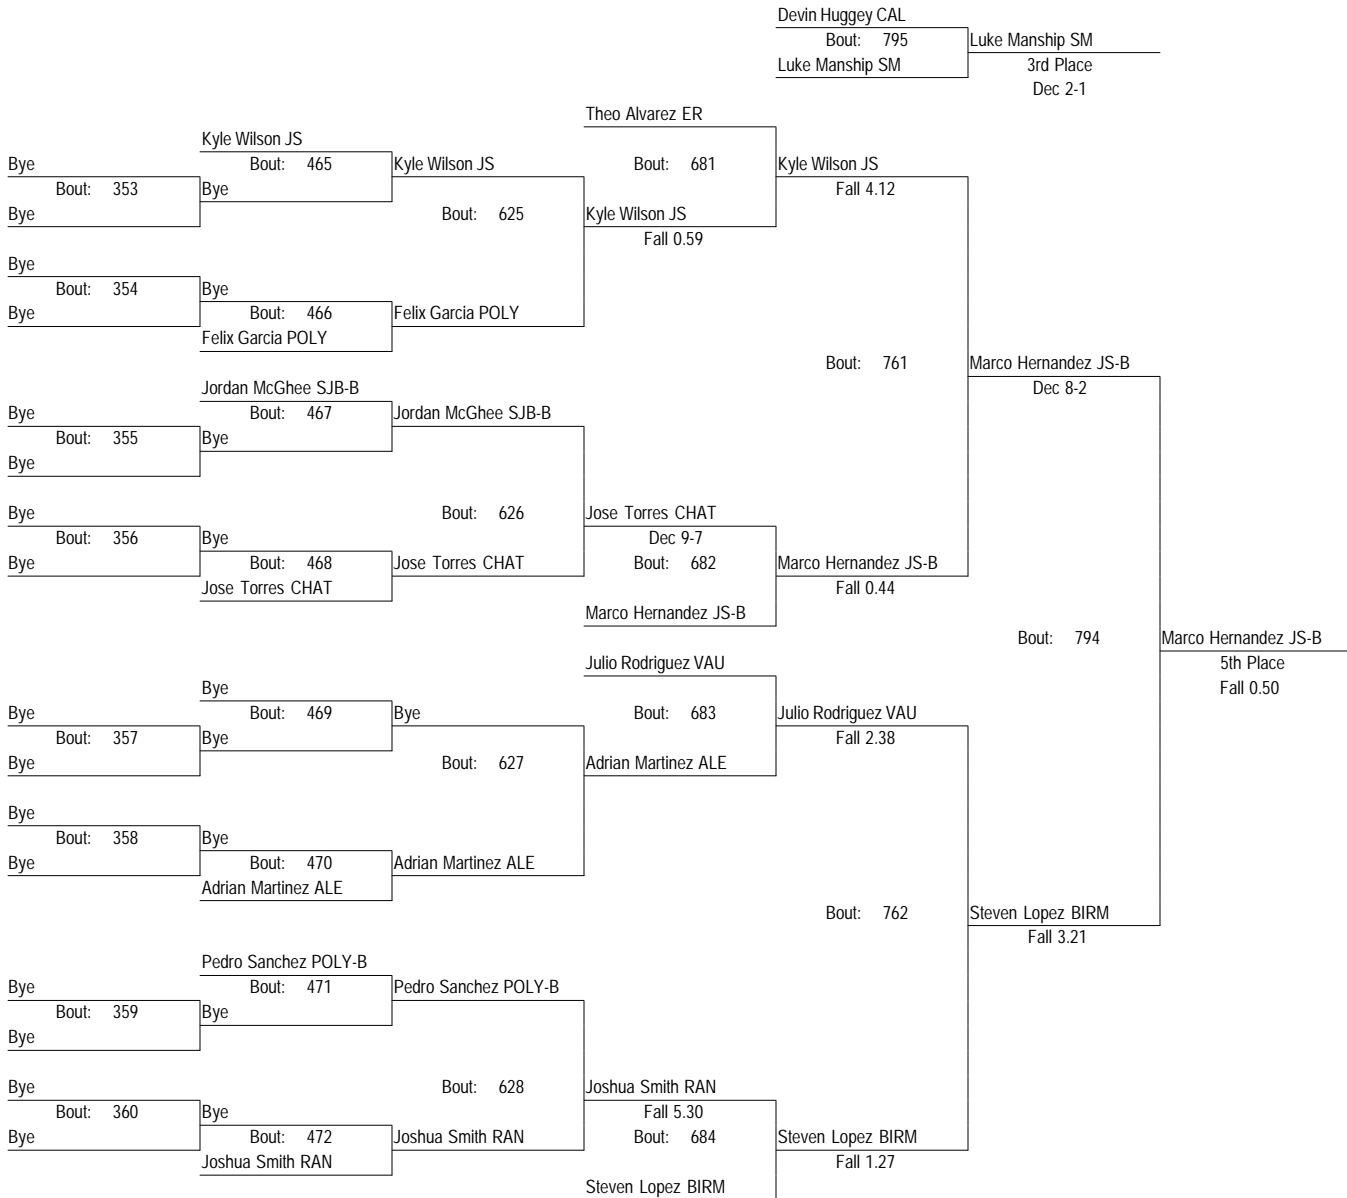 Devin Huggey CAL
Bout: 795 Luke Manship SM
Luke Manship SM 3rd Place
Dec 2-1
Theo Alvarez ER
Kyle Wilson JS
Bye Bout: 465 Kyle Wilson JS Bout: 681 Kyle Wilson JS
Bout: 353 Bye Fall 4.12
Bye Bout: 625 Kyle Wilson JS
Fall 0.59
Bye
Bout: 354 Bye
Bye Bout: 466 Felix Garcia POLY
Felix Garcia POLY
Bout: 761 Marco Hernandez JS-B
Jordan McGhee SJB-B Dec 8-2
Bye Bout: 467 Jordan McGhee SJB-B
Bout: 355 Bye
Bye
Bye Bout: 626 Jose Torres CHAT
Bout: 356 Bye Dec 9-7
Bye Bout: 468 Jose Torres CHAT Bout: 682 Marco Hernandez JS-B
Jose Torres CHAT Fall 0.44
Marco Hernandez JS-B
Bout: 794 Marco Hernandez JS-B
Julio Rodriguez VAU 5th Place
Bye Fall 0.50
Bye Bout: 469 Bye Bout: 683 Julio Rodriguez VAU
Bout: 357 Bye Fall 2.38
Bye Bout: 627 Adrian Martinez ALE
Bye
Bout: 358 Bye
Bye Bout: 470 Adrian Martinez ALE
Adrian Martinez ALE
Bout: 762 Steven Lopez BIRM
Fall 3.21
Pedro Sanchez POLY-B
Bye Bout: 471 Pedro Sanchez POLY-B
Bout: 359 Bye
Bye
Bye Bout: 628 Joshua Smith RAN
Bout: 360 Bye Fall 5.30
Bye Bout: 472 Joshua Smith RAN Bout: 684 Steven Lopez BIRM
Joshua Smith RAN Fall 1.27
Steven Lopez BIRM